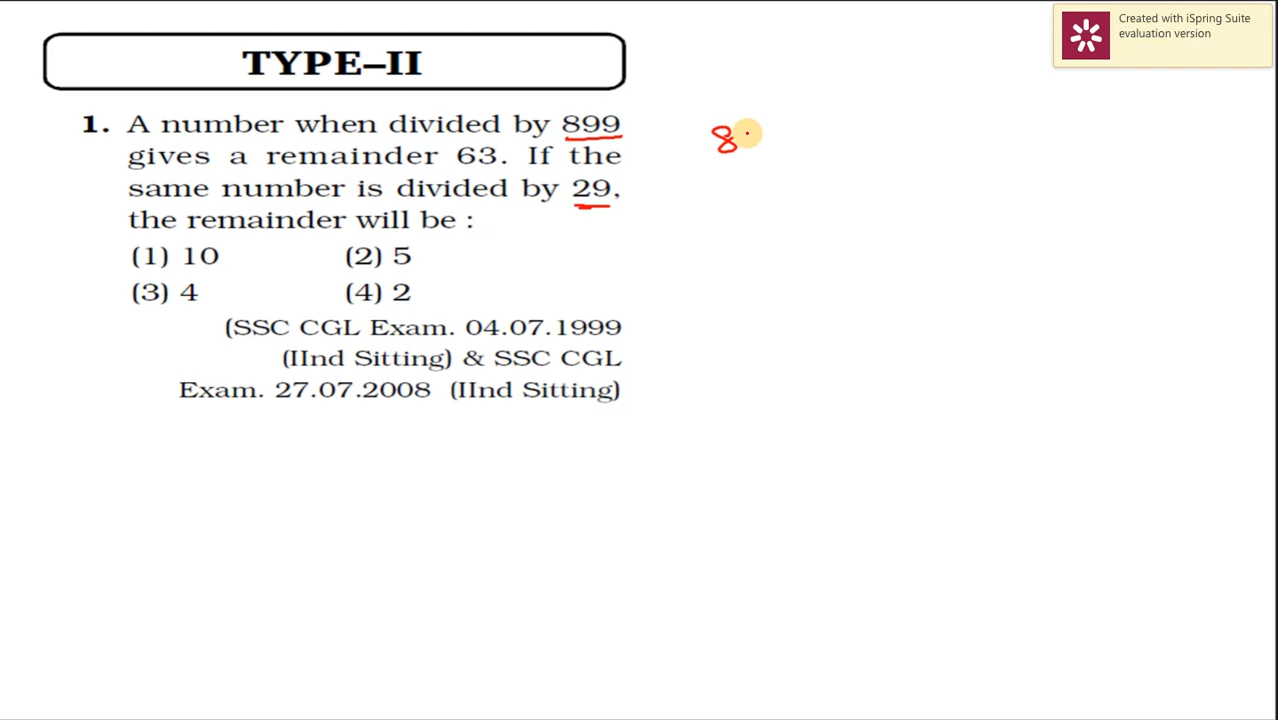 Created with iSpring Suite
evaluation version
TYPE–II
1. A number when divided by 899
gives a remainder 63. If the
same number is divided by 29,
the remainder will be :
(1) 10 (2) 5
(3) 4 (4) 2
(SSC CGL Exam. 04.07.1999
(IInd Sitting) & SSC CGL
Exam. 27.07.2008 (IInd Sitting)
8